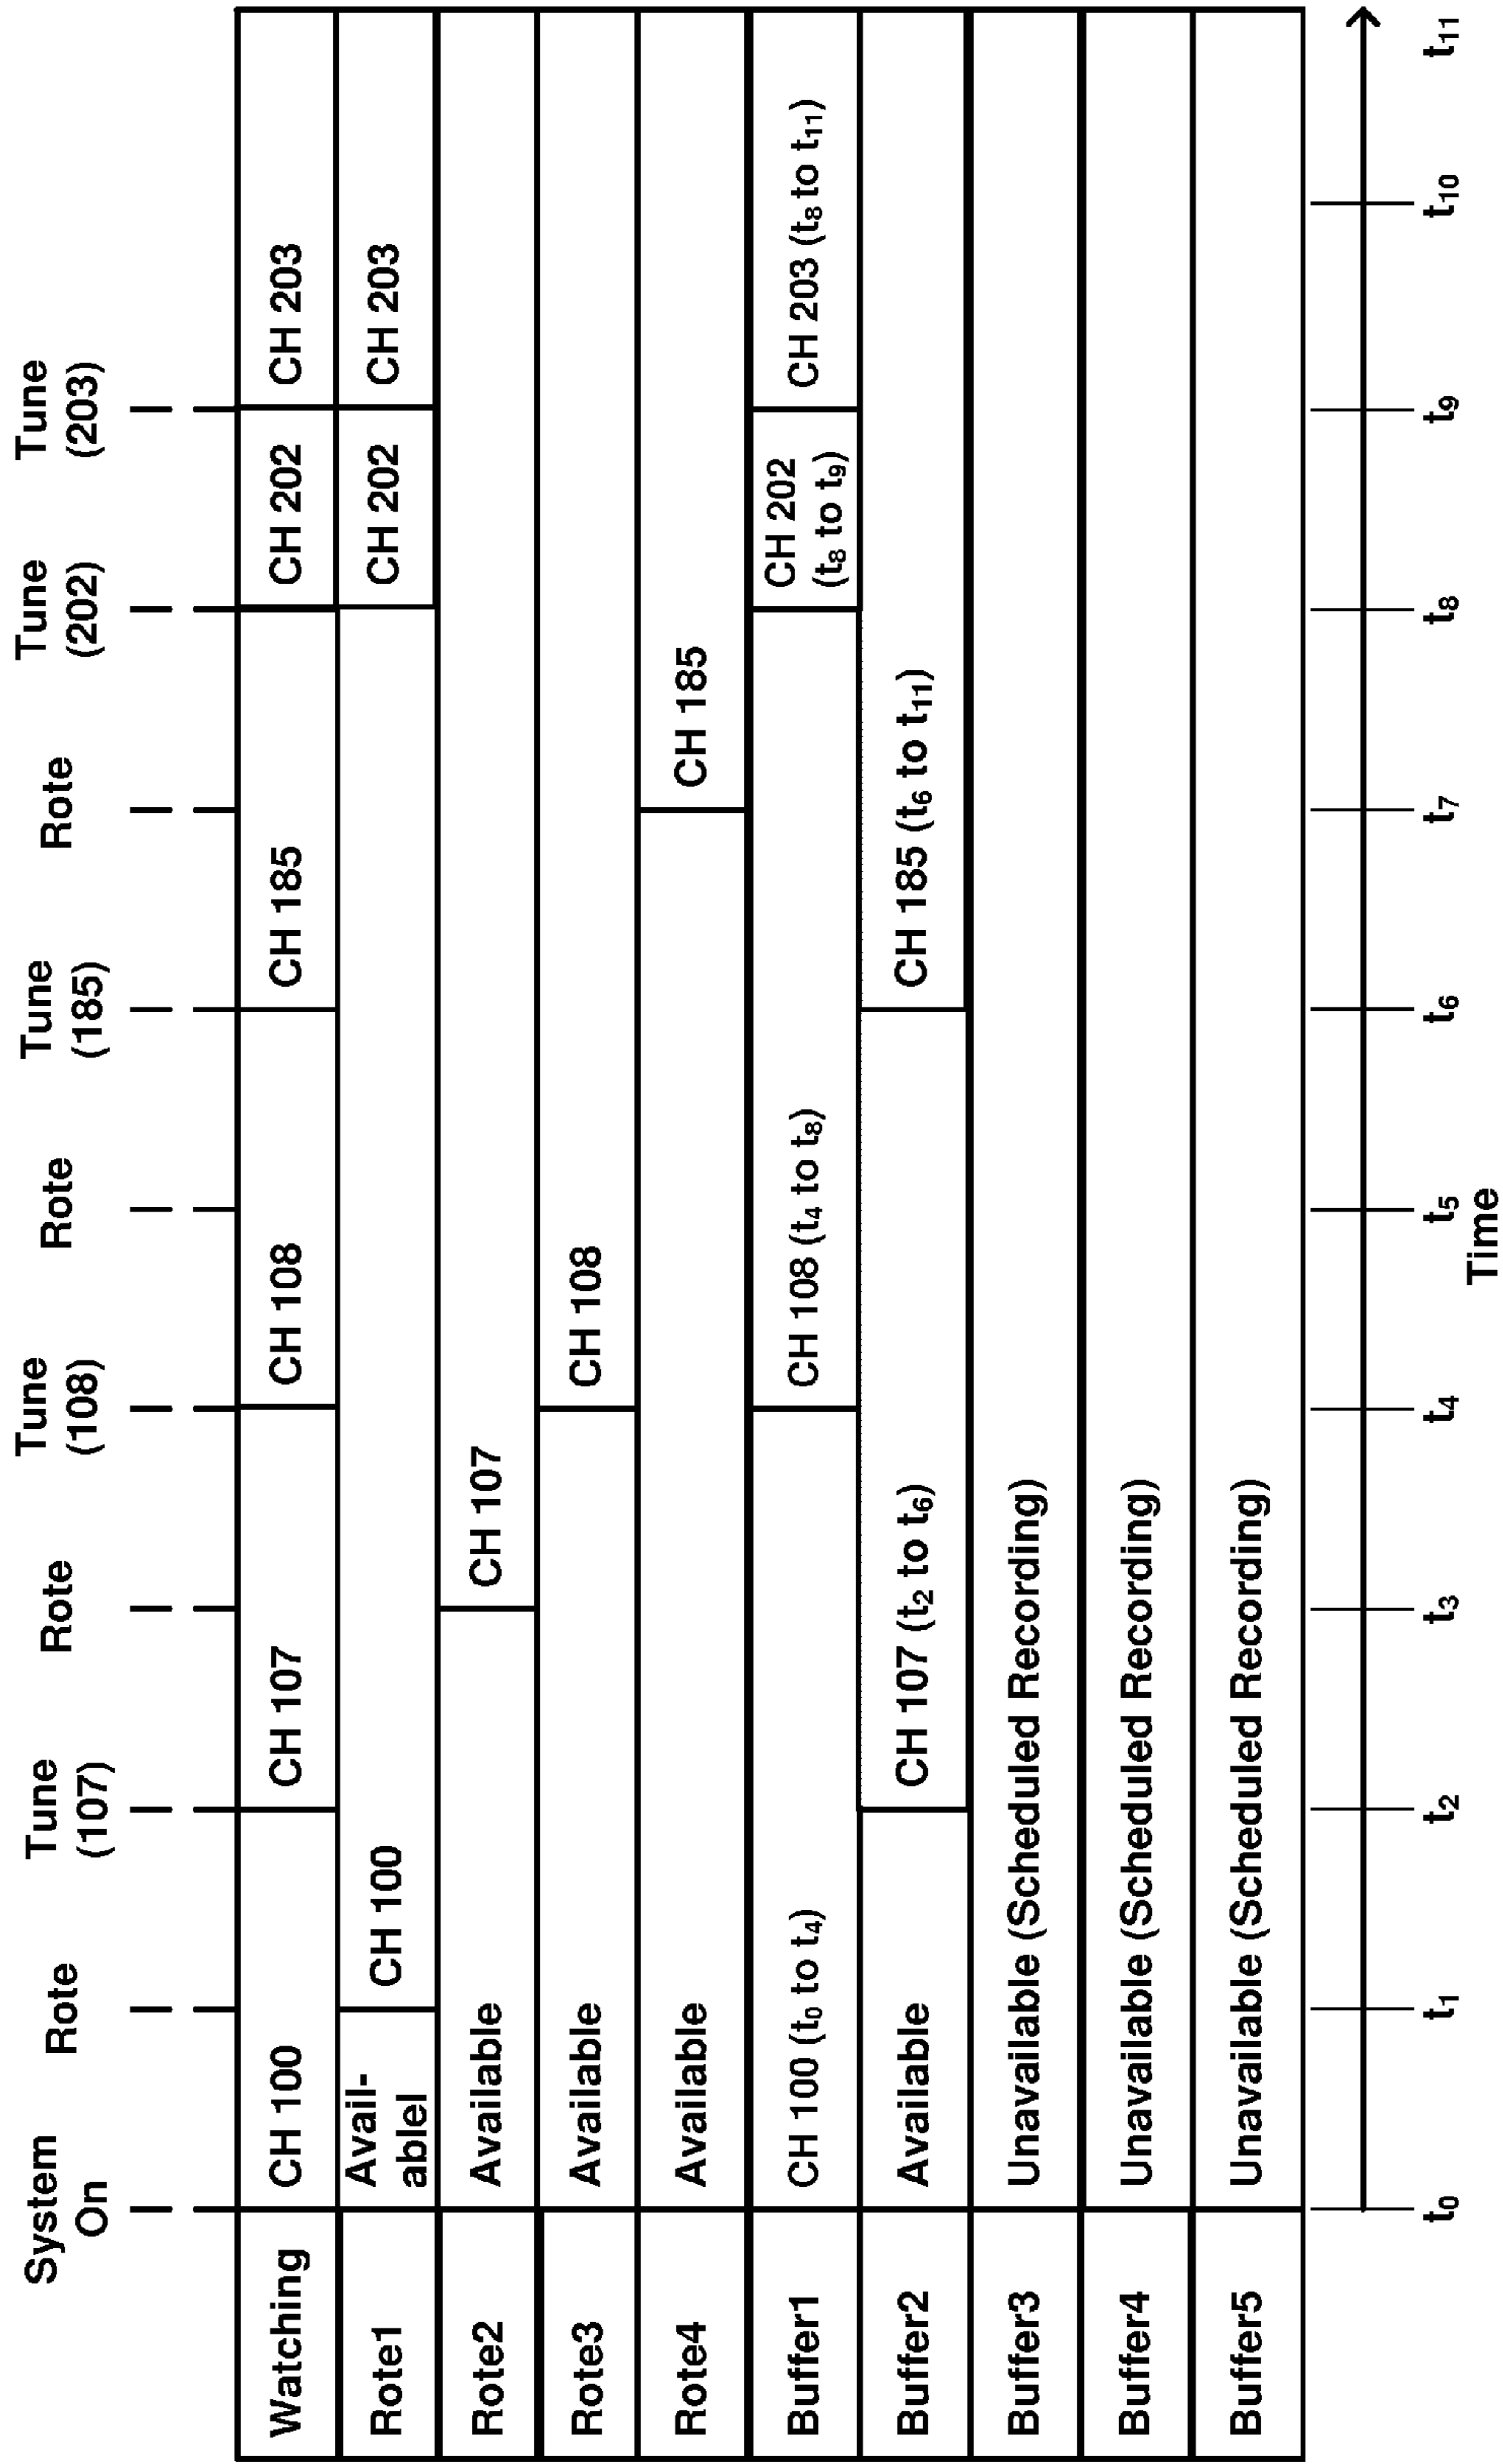 System
On
Rote
Tune
(107)
Rote
Tune
(108)
Rote
Tune
(185)
Rote
Tune
(202)
Tune
(203)
Watching
CH 100
CH 107
CH 108
CH 185
CH 202
CH 203
Rote1
Avail-
ablel
CH 100
CH 202
CH 203
Rote2
Available
CH 107
Rote3
Available
CH 108
Rote4
Available
CH 185
Buffer1
CH 100 (t0 to t4)
CH 108 (t4 to t8)
CH 202
(t8 to t9)
CH 203 (t8 to t11)
Buffer2
Available
CH 107 (t2 to t6)
CH 185 (t6 to t11)
Buffer3
Unavailable (Scheduled Recording)
Buffer4
Unavailable (Scheduled Recording)
Buffer5
Unavailable (Scheduled Recording)
t0
t1
t2
t3
t4
t5
t6
t7
t8
t9
t10
t11
Time